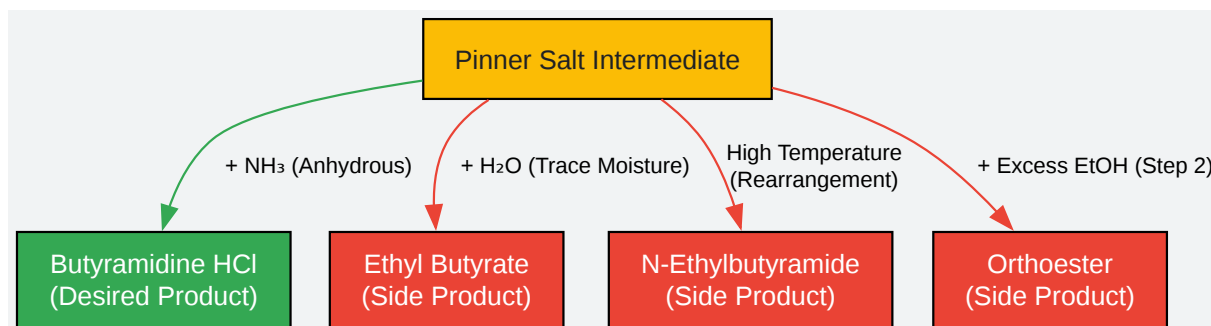 Pinner Salt Intermediate
+ NH₃ (Anhydrous)
+ H₂O (Trace Moisture)
High Temperature
(Rearrangement)
+ Excess EtOH (Step 2)
Butyramidine HCl
(Desired Product)
Ethyl Butyrate
(Side Product)
N-Ethylbutyramide
(Side Product)
Orthoester
(Side Product)